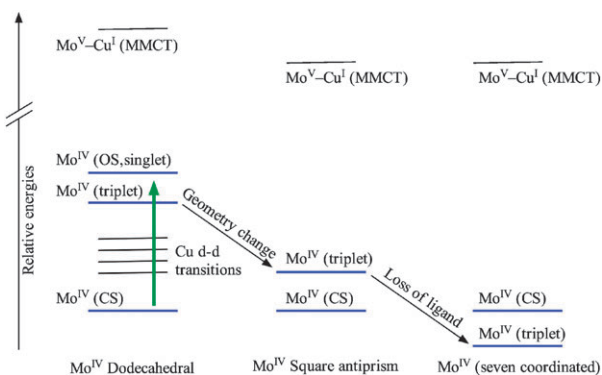 Mo^V–Cu^I (MMCT)
Mo^V–Cu^I (MMCT)
Mo^V–Cu^I (MMCT)
Relative energies
Mo^IV (OS,singlet)
Mo^IV (triplet)
Geometry change
Cu d-d
transitions
Mo^IV (triplet)
Loss of ligand
Mo^IV (CS)
Mo^IV (CS)
Mo^IV (CS)
Mo^IV (triplet)
Mo^IV Dodecahedral
Mo^IV Square antiprism
Mo^IV (seven coordinated)